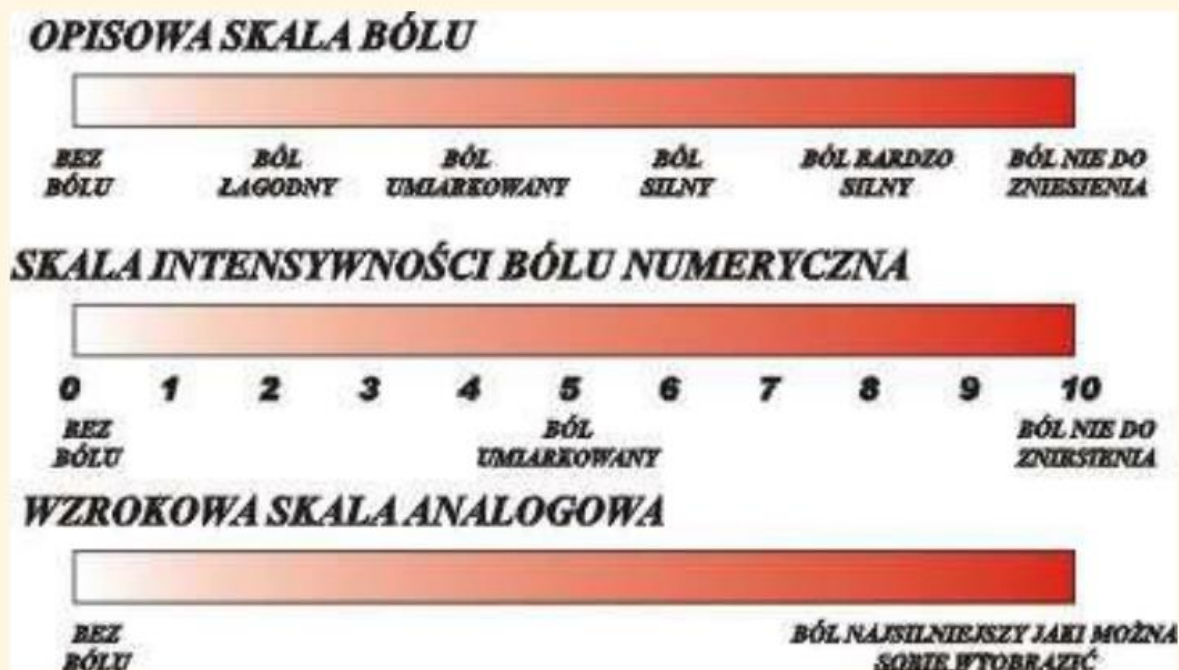 OPISOWA SKALA BÓLU
BEZ BÓL BÓL BÓL BÓL BARDZO BÓL NIE DO
BÓLU ŁAGODNY UMIARKOWANY SILNY SILNY ZNIESIENIA
SKALA INTENSYWNOŚCI BÓLU NUMERYCZNA
0 1 2 3 4 5 6 7 8 9 10
BEZ BÓL BÓL NIE DO
BÓLU UMIARKOWANY ZNIESIENIA
WZROKOWA SKALA ANALOGOWA
BEZ BÓL NAJSILNIEJSZY JAKI MOŻNA
BÓLU SOBIE WYOBRAZIĆ